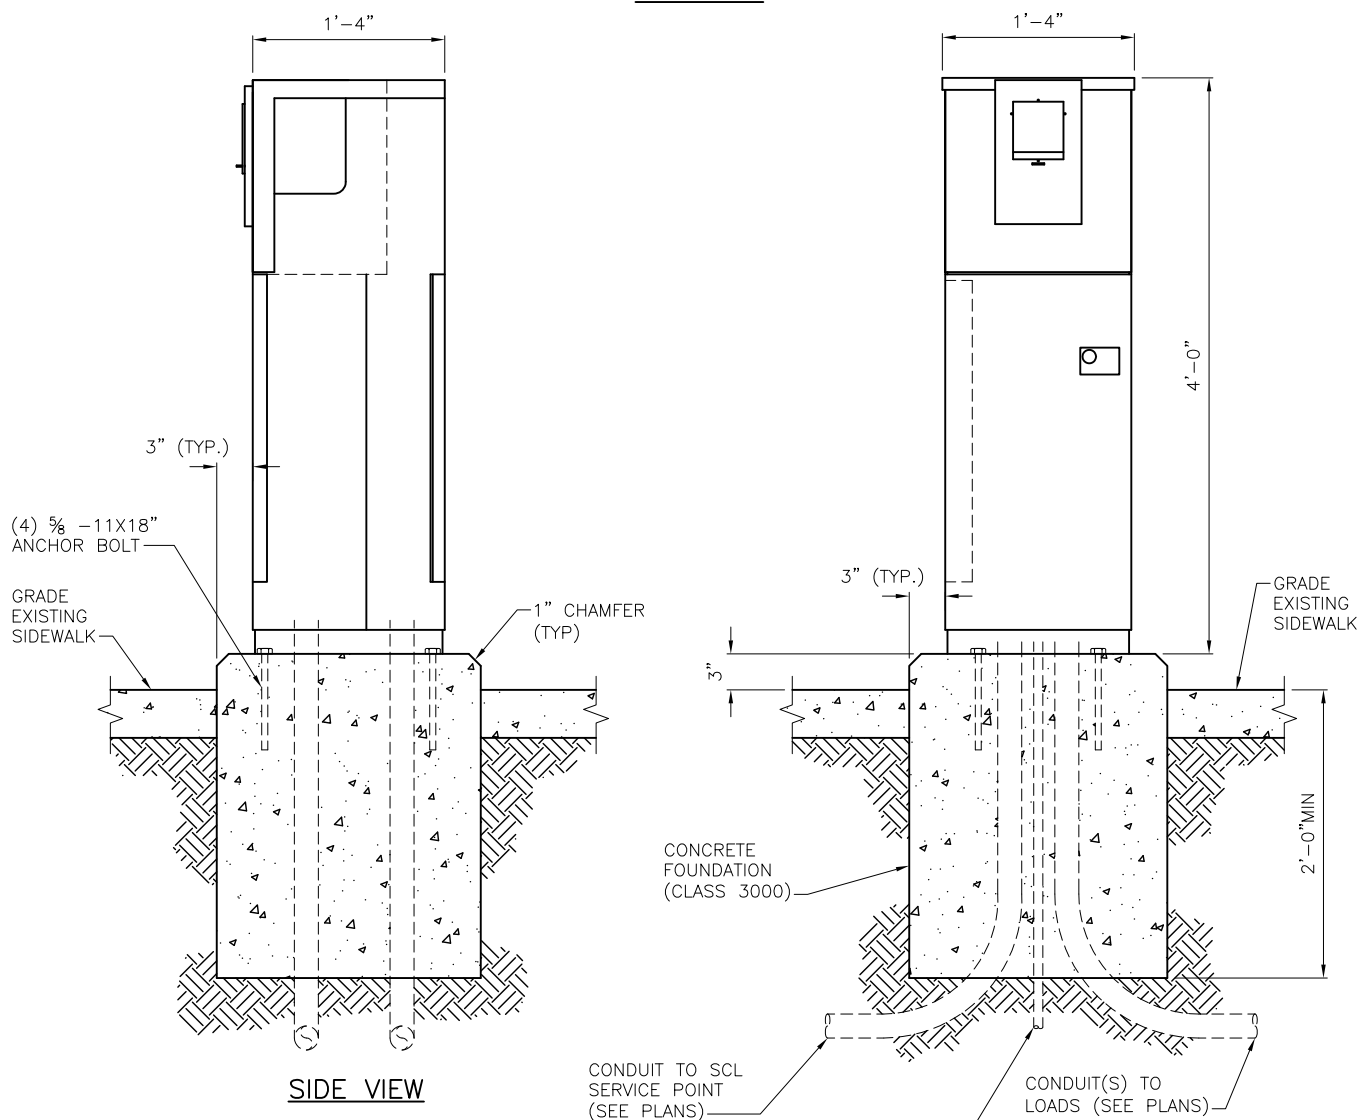 1'-4"
1'-4"
4'-0"
3" (TYP.)
(4) ⅝ -11X18"
ANCHOR BOLT
GRADE
EXISTING
SIDEWALK
1" CHAMFER
(TYP)
3" (TYP.)
GRADE
EXISTING
SIDEWALK
3"
2'-0"MIN
CONCRETE
FOUNDATION
(CLASS 3000)
S
S
SIDE VIEW
CONDUIT TO SCL
SERVICE POINT
(SEE PLANS)
CONDUIT(S) TO
LOADS (SEE PLANS)